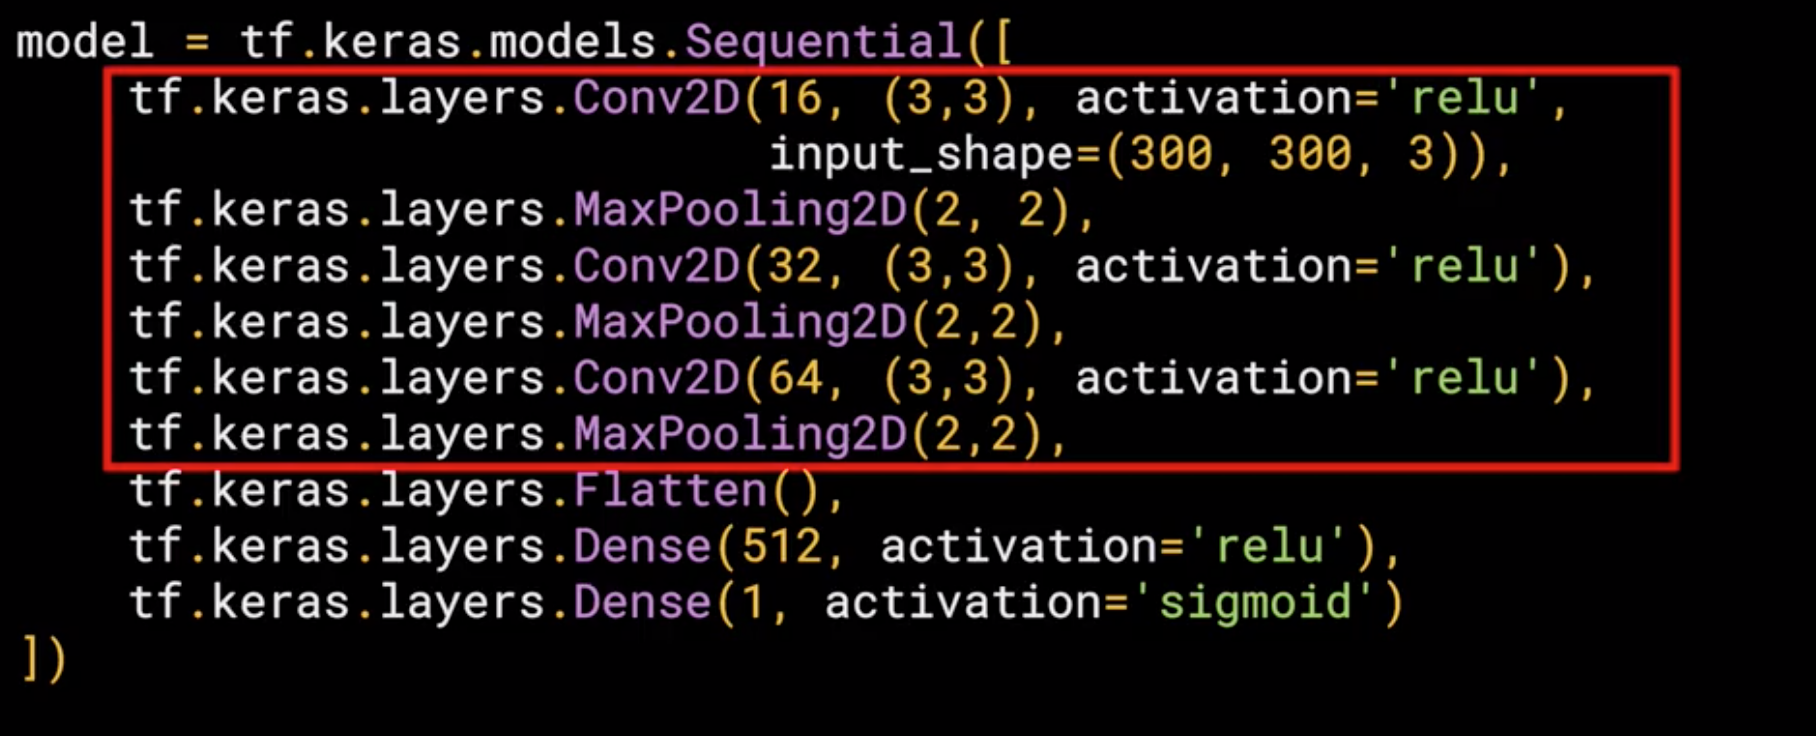 model = tf.keras.models.Sequential([
    tf.keras.layers.Conv2D(16, (3,3), activation='relu',
                           input_shape=(300, 300, 3)),
    tf.keras.layers.MaxPooling2D(2, 2),
    tf.keras.layers.Conv2D(32, (3,3), activation='relu'),
    tf.keras.layers.MaxPooling2D(2,2),
    tf.keras.layers.Conv2D(64, (3,3), activation='relu'),
    tf.keras.layers.MaxPooling2D(2,2),
    tf.keras.layers.Flatten(),
    tf.keras.layers.Dense(512, activation='relu'),
    tf.keras.layers.Dense(1, activation='sigmoid')
])